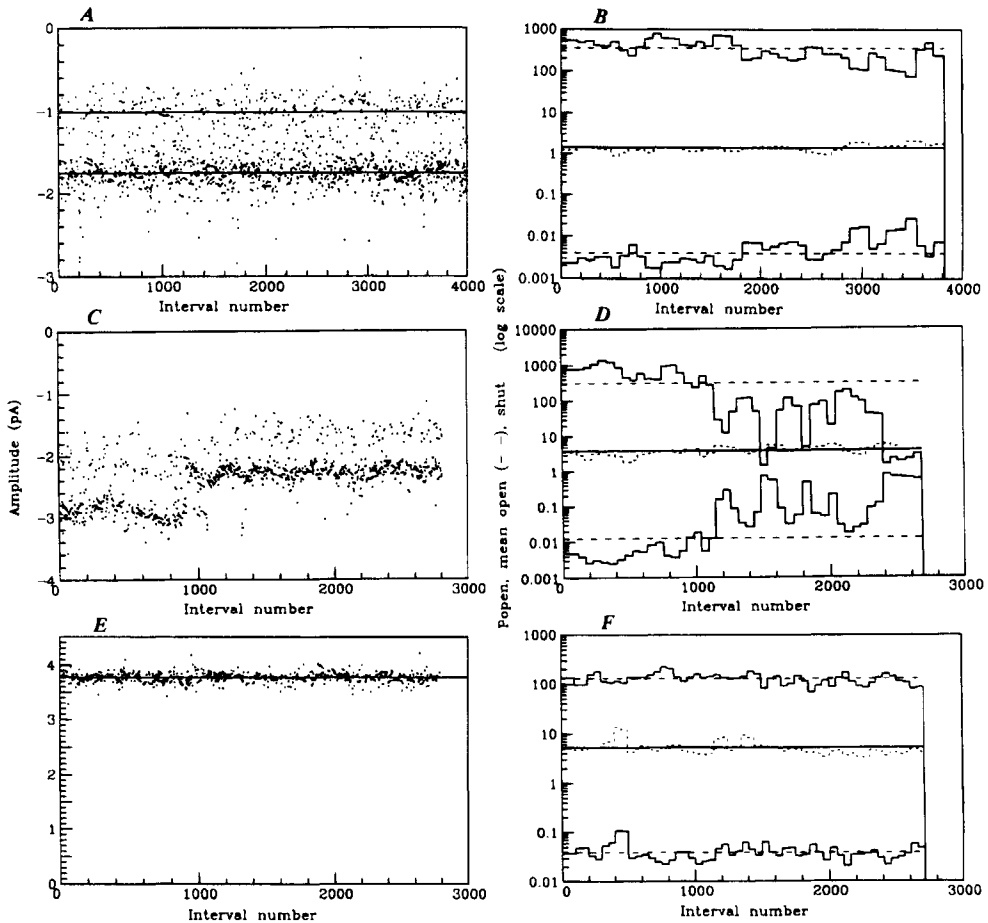 A
0
−1
−2
−3
0 1000 2000 3000 4000
Interval number
B
1000
100
10
1
0.1
0.01
0.001
0 1000 2000 3000 4000
Interval number
C
0
−1
−2
−3
−4
0 1000 2000 3000
Interval number
Amplitude (pA)
D
10000
1000
100
10
1
0.1
0.01
0.001
0 1000 2000 3000
Interval number
Popen, mean open (− −), shut (log scale)
E
4
3
2
1
0
0 1000 2000 3000
Interval number
F
1000
100
10
1
0.1
0.01
0 1000 2000 3000
Interval number